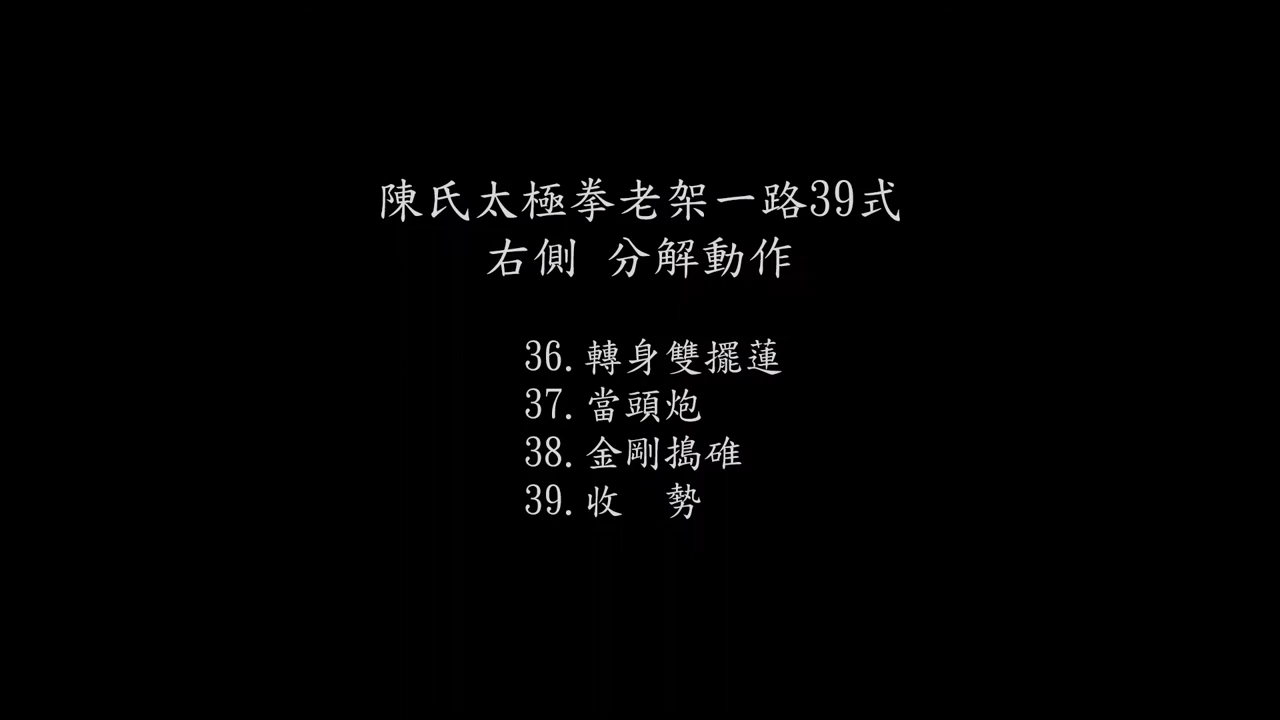 陳氏太極拳老架一路39式
右側 分解動作
36.轉身雙擺蓮
37.當頭炮
38.金剛搗碓
39.收　勢